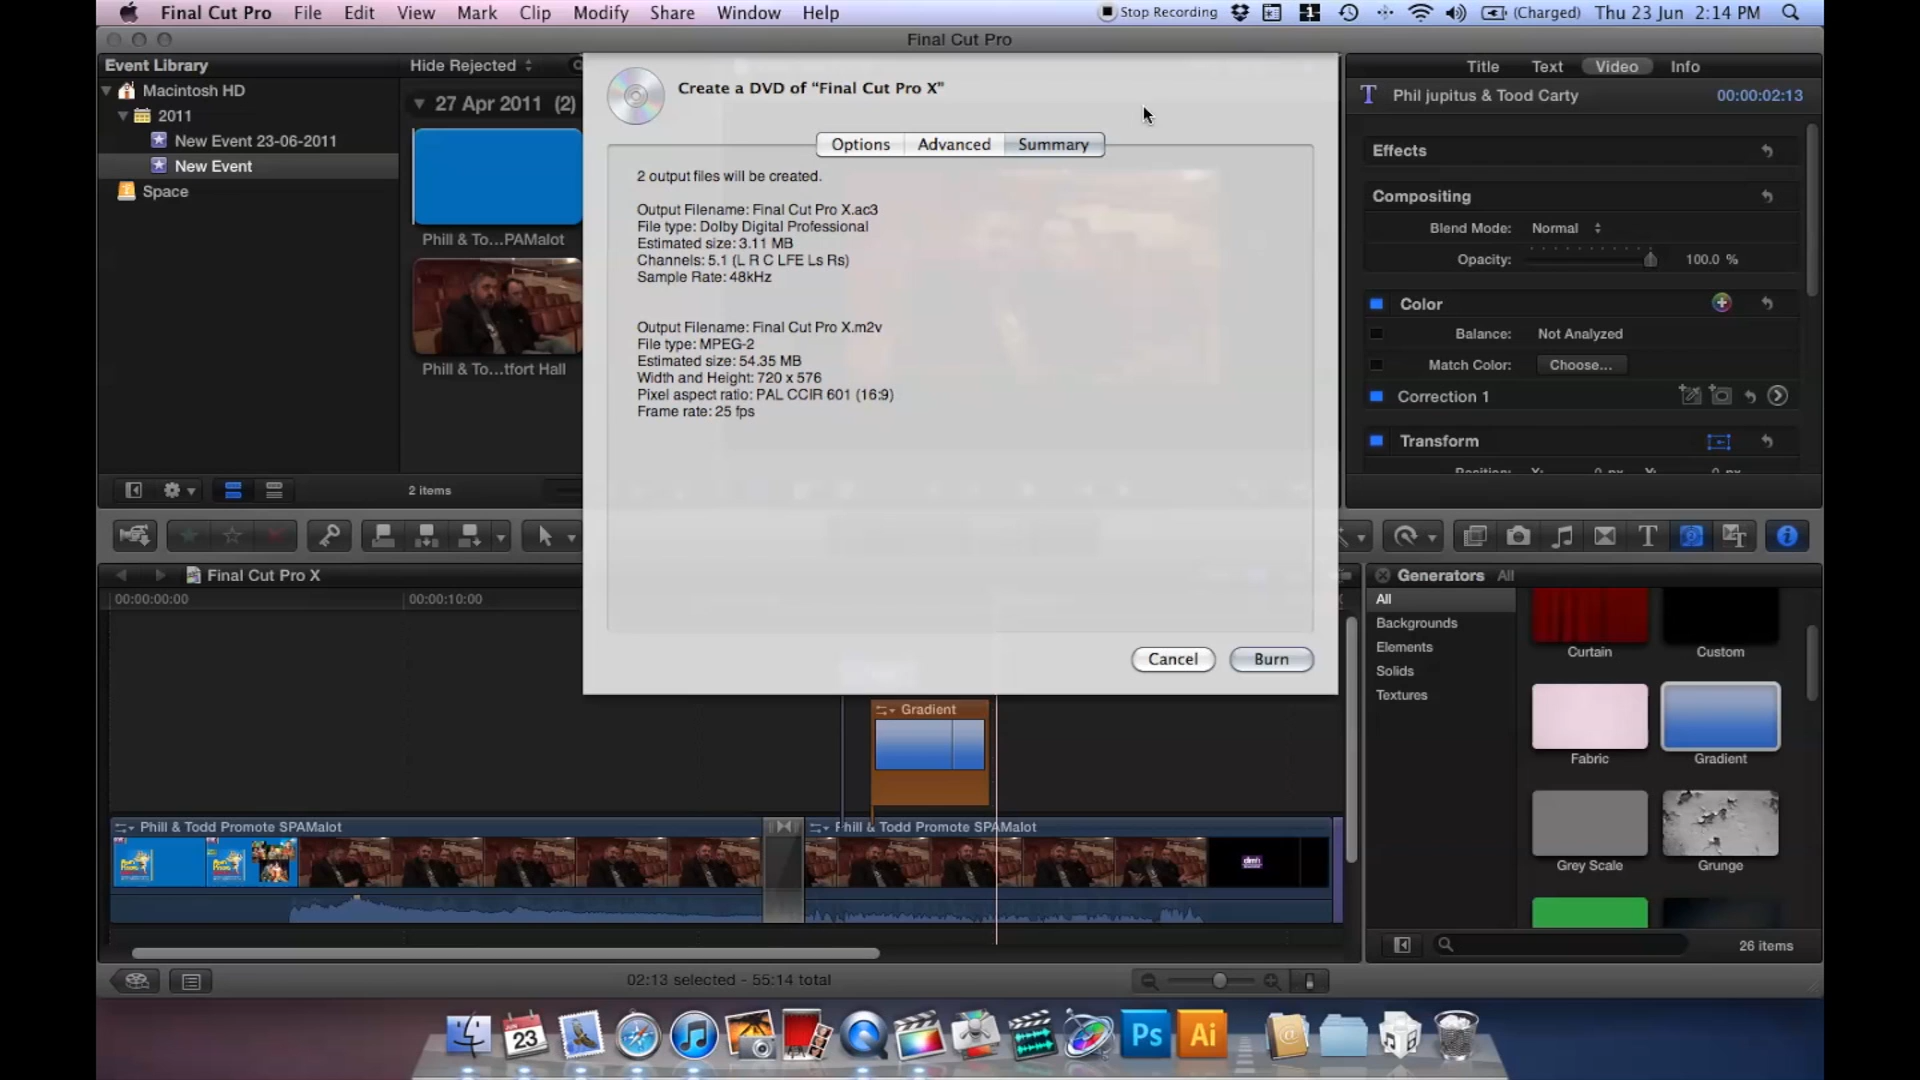 Final Cut Pro File Edit View Mark Clip Modify Share Window Help Stop Recording 1 (Charged) Thu 23 Jun 2:14 PM
Final Cut Pro
Event Library
Hide Rejected
Macintosh HD
2011
New Event 23-06-2011
New Event
Space
27 Apr 2011 (2)
Phill & To...PAMalot
Phill & To...tfort Hall
2 items
Create a DVD of “Final Cut Pro X”
Options Advanced Summary
2 output files will be created.
Output Filename: Final Cut Pro X.ac3
File type: Dolby Digital Professional
Estimated size: 3.11 MB
Channels: 5.1 (L R C LFE Ls Rs)
Sample Rate: 48kHz
Output Filename: Final Cut Pro X.m2v
File type: MPEG-2
Estimated size: 54.35 MB
Width and Height: 720 x 576
Pixel aspect ratio: PAL CCIR 601 (16:9)
Frame rate: 25 fps
Cancel Burn
Title Text Video Info
Phil jupitus & Tood Carty 00:00:02:13
Effects
Compositing
Blend Mode: Normal
Opacity: 100.0 %
Color
Balance: Not Analyzed
Match Color: Choose...
Correction 1
Transform
Final Cut Pro X
00:00:00:00 00:00:10:00
Gradient
Phill & Todd Promote SPAMalot
Phill & Todd Promote SPAMalot
02:13 selected - 55:14 total
Generators All
All
Backgrounds
Elements
Solids
Textures
Curtain Custom
Fabric Gradient
Grey Scale Grunge
26 items
JUN
23
Ps
Ai